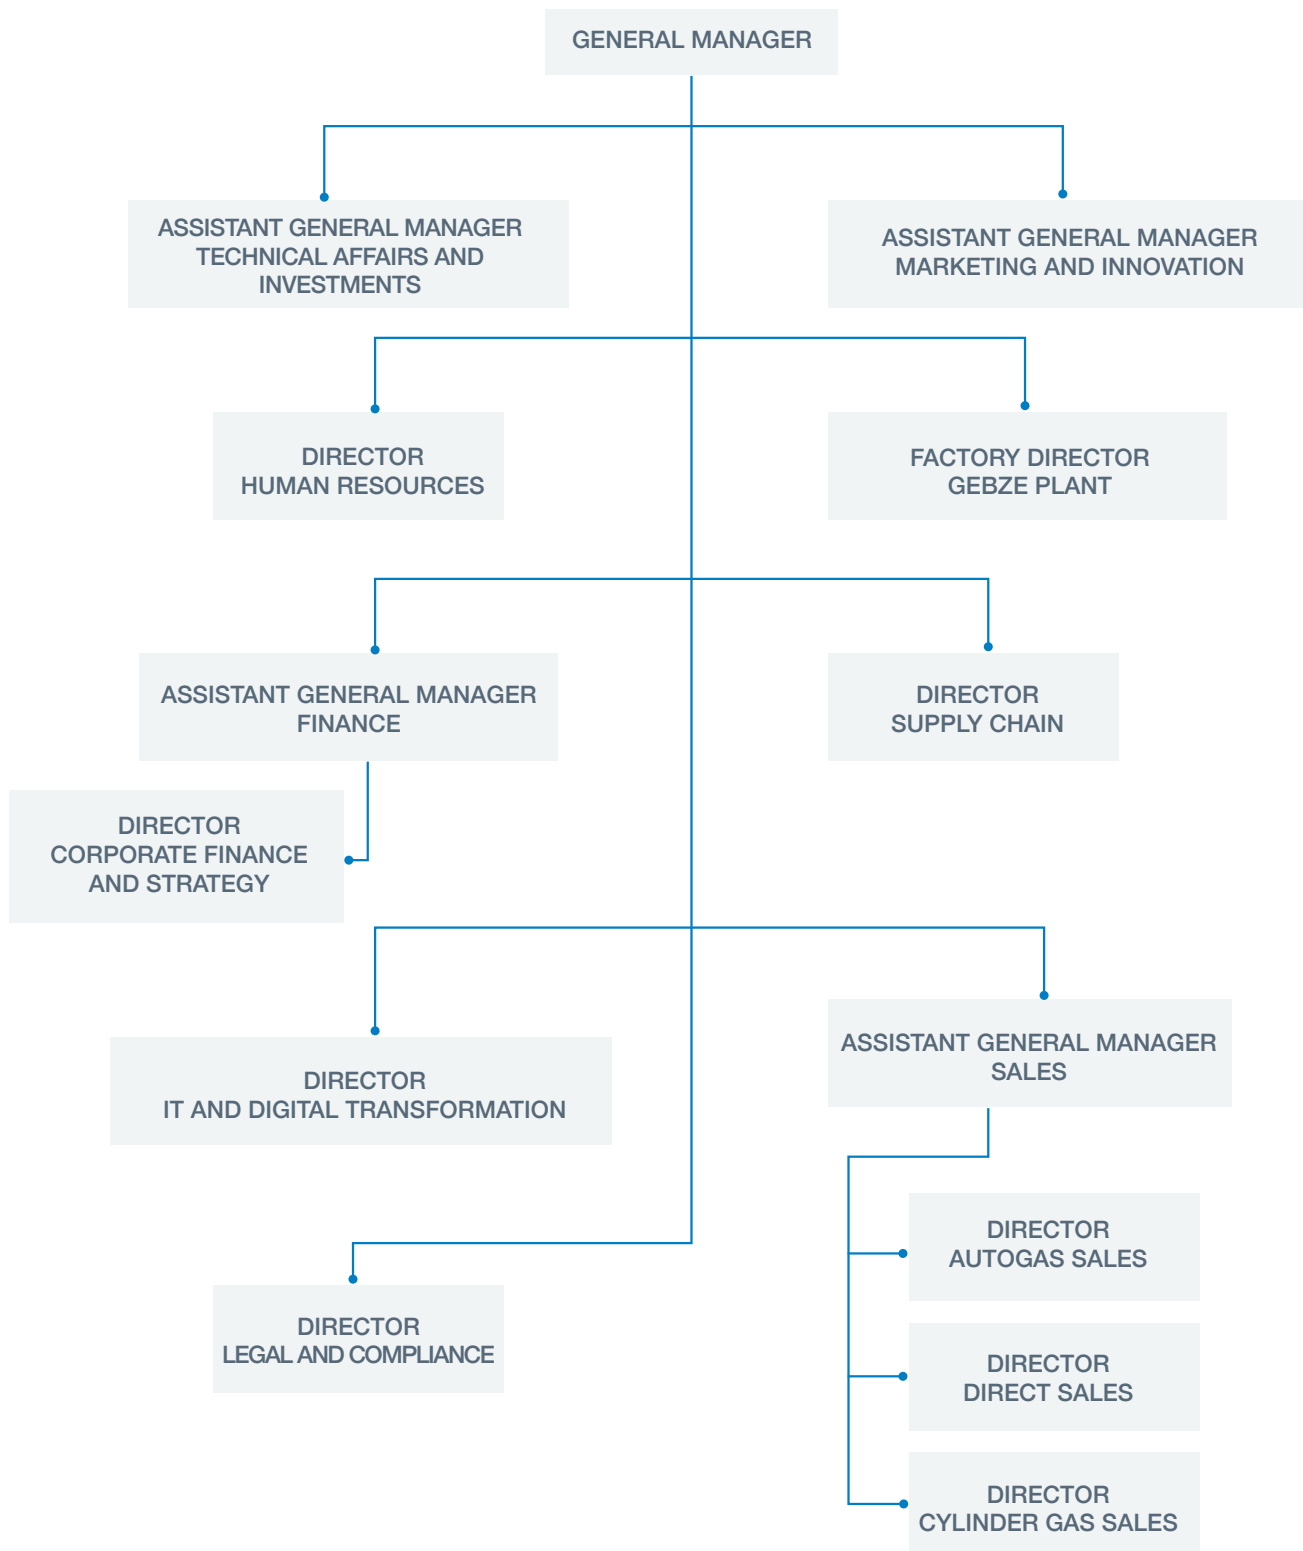 GENERAL MANAGER
ASSISTANT GENERAL MANAGER
TECHNICAL AFFAIRS AND
INVESTMENTS
ASSISTANT GENERAL MANAGER
MARKETING AND INNOVATION
DIRECTOR
HUMAN RESOURCES
FACTORY DIRECTOR
GEBZE PLANT
ASSISTANT GENERAL MANAGER
FINANCE
DIRECTOR
SUPPLY CHAIN
DIRECTOR
CORPORATE FINANCE
AND STRATEGY
DIRECTOR
IT AND DIGITAL TRANSFORMATION
ASSISTANT GENERAL MANAGER
SALES
DIRECTOR
AUTOGAS SALES
DIRECTOR
LEGAL AND COMPLIANCE
DIRECTOR
DIRECT SALES
DIRECTOR
CYLINDER GAS SALES